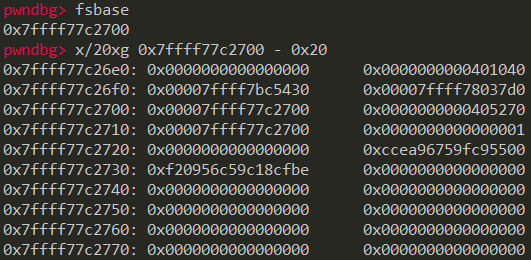 pwndbg> fsbase
0x7ffff77c2700
pwndbg> x/20xg 0x7ffff77c2700 - 0x20
0x7ffff77c26e0: 0x0000000000000000 0x0000000000401040
0x7ffff77c26f0: 0x00007ffff7bc5430 0x00007ffff78037d0
0x7ffff77c2700: 0x00007ffff77c2700 0x0000000000405270
0x7ffff77c2710: 0x00007ffff77c2700 0x0000000000000001
0x7ffff77c2720: 0x0000000000000000 0xccea96759fc95500
0x7ffff77c2730: 0xf20956c59c18cfbe 0x0000000000000000
0x7ffff77c2740: 0x0000000000000000 0x0000000000000000
0x7ffff77c2750: 0x0000000000000000 0x0000000000000000
0x7ffff77c2760: 0x0000000000000000 0x0000000000000000
0x7ffff77c2770: 0x0000000000000000 0x0000000000000000